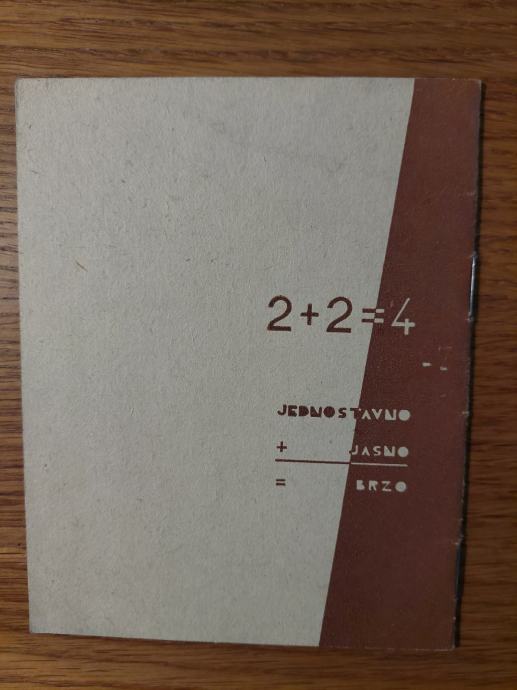 2+2=4
JEDNOSTAVNO
+ JASNO
= BRZO